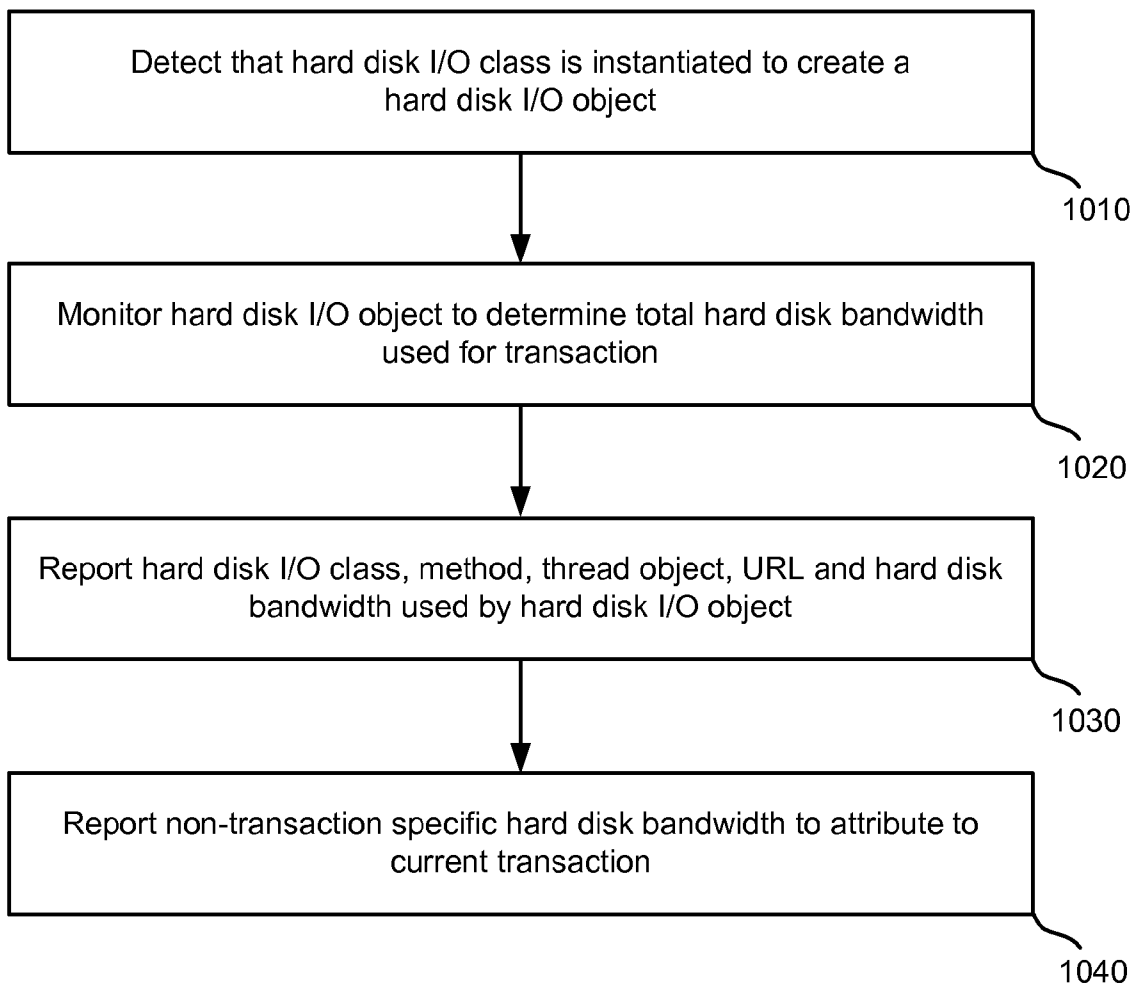 Detect that hard disk I/O class is instantiated to create a
hard disk I/O object
1010
Monitor hard disk I/O object to determine total hard disk bandwidth
used for transaction
1020
Report hard disk I/O class, method, thread object, URL and hard disk
bandwidth used by hard disk I/O object
1030
Report non-transaction specific hard disk bandwidth to attribute to
current transaction
1040